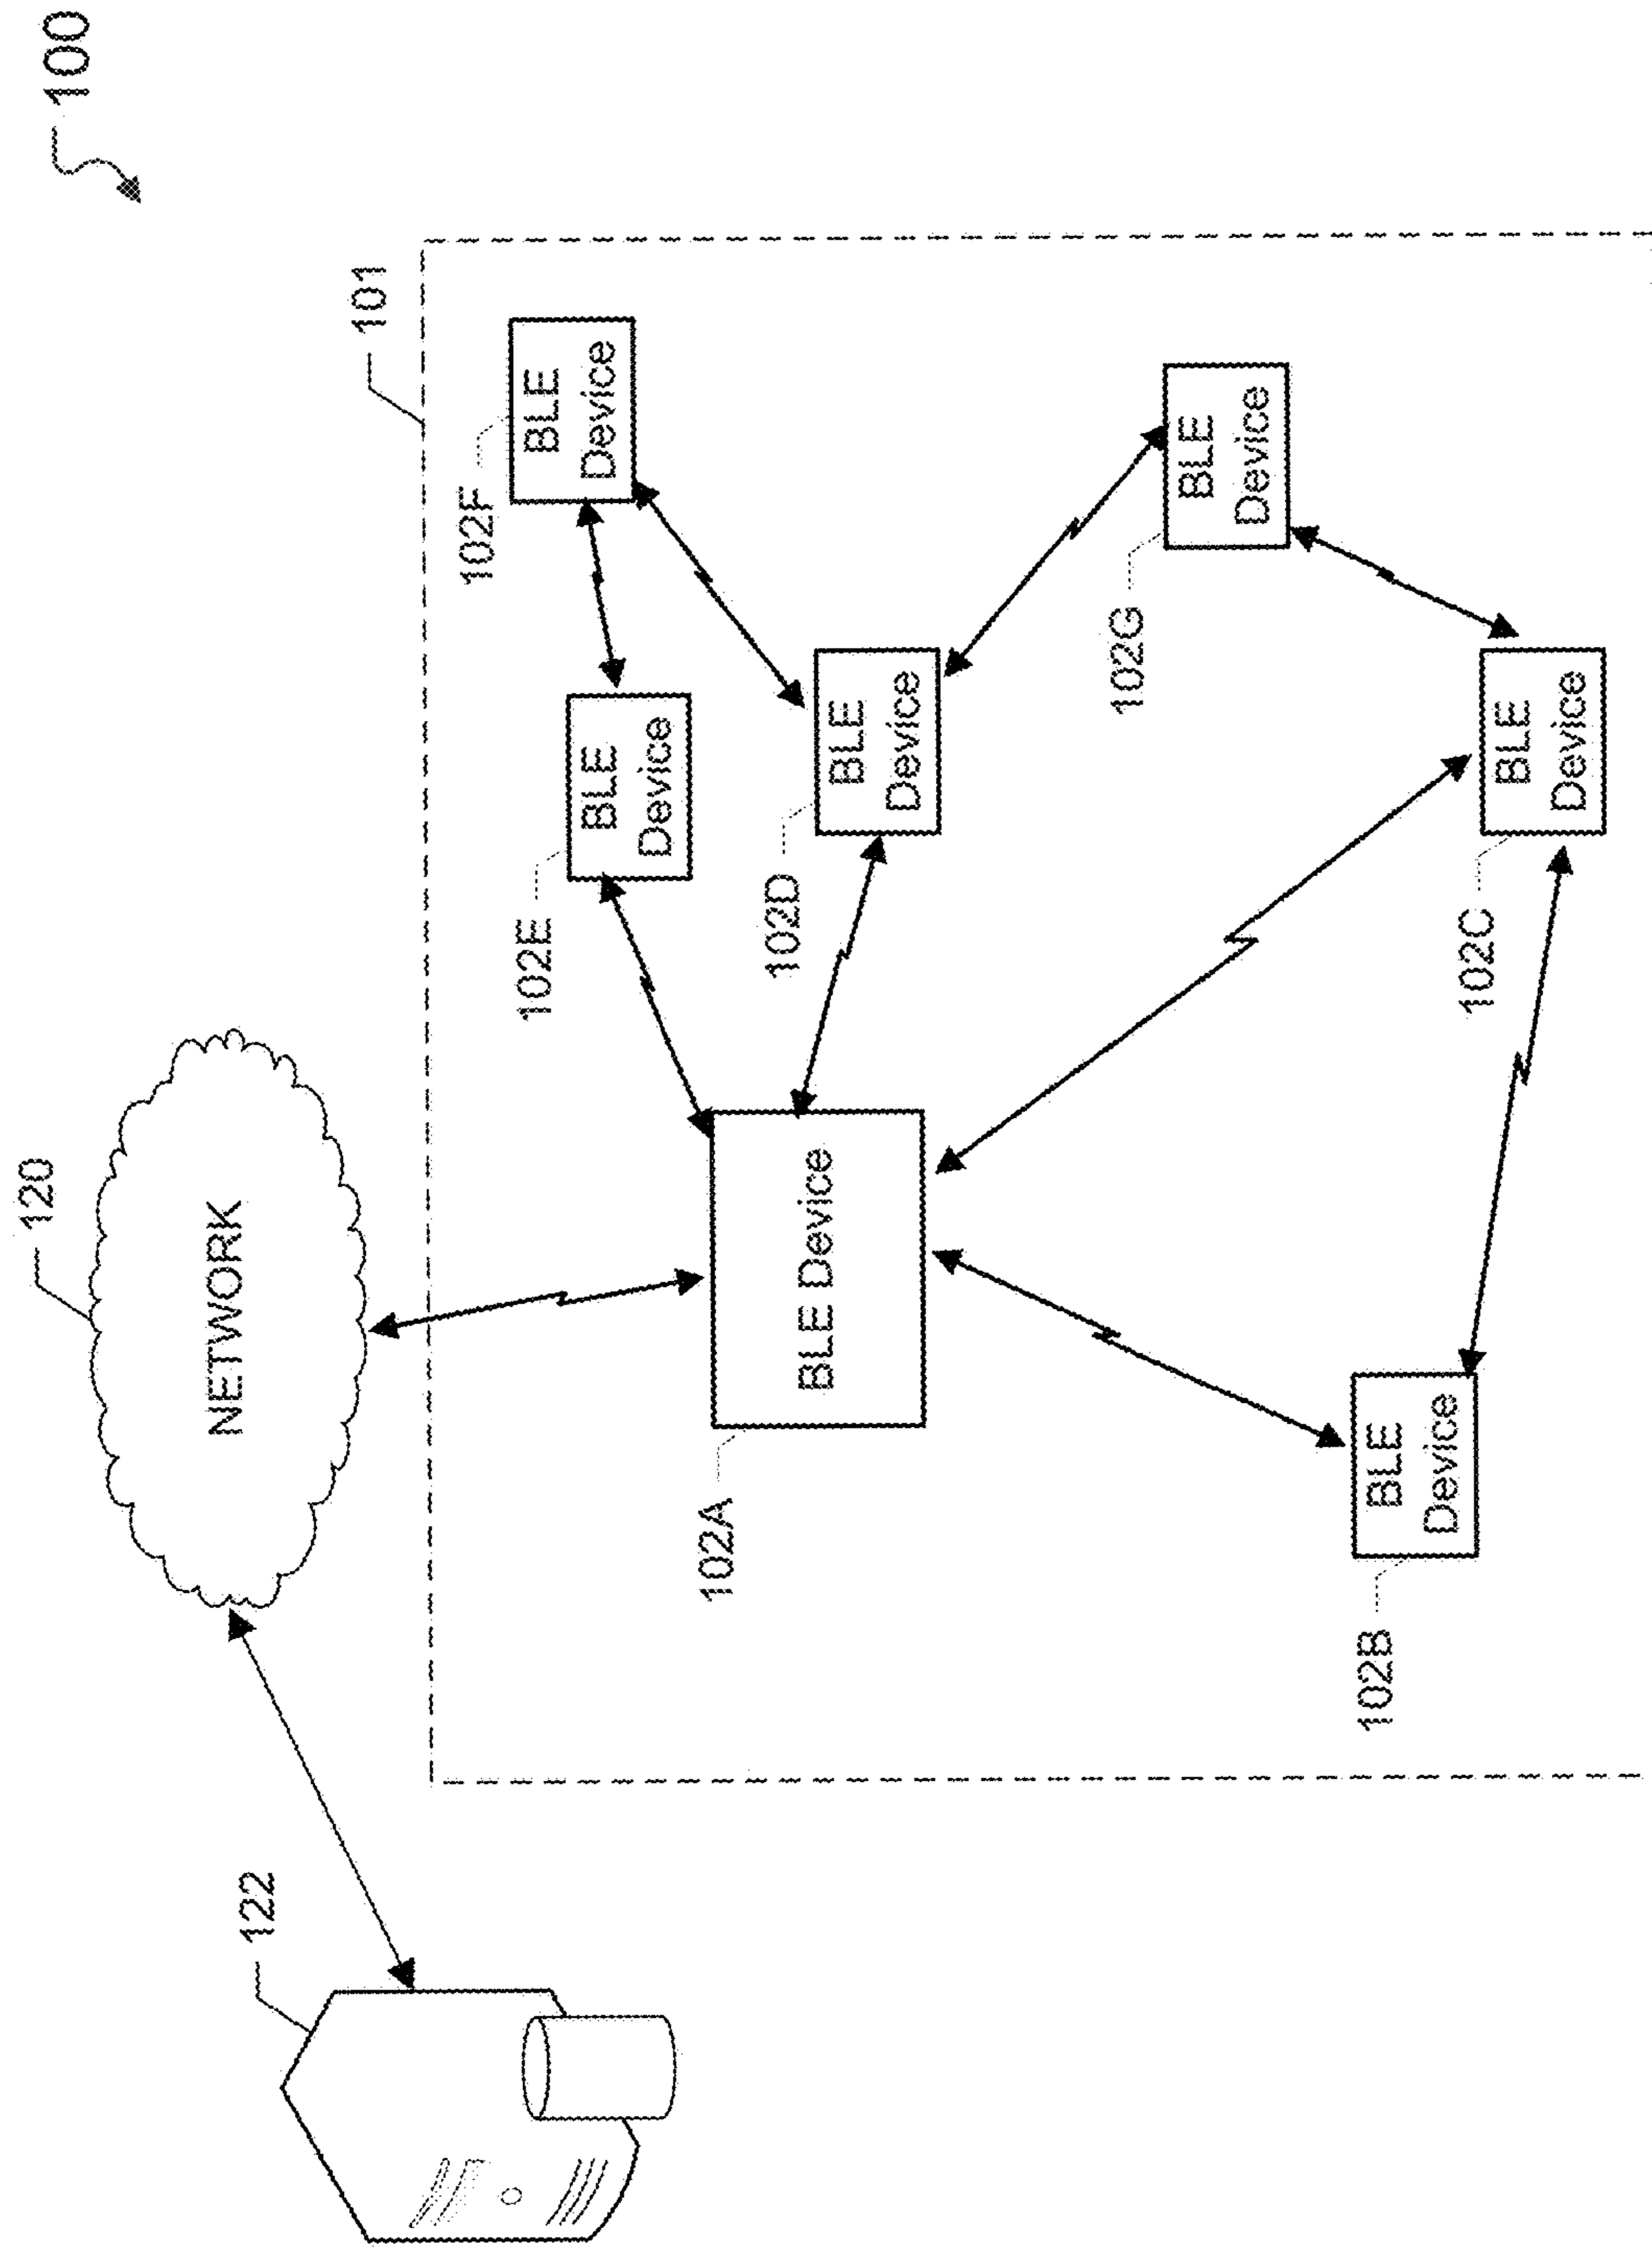 100
120
NETWORK
122
101
102F
BLE
Device
102E
BLE
Device
102D
BLE
Device
102A
BLE Device
102G
BLE
Device
102B
BLE
Device
102C
BLE
Device